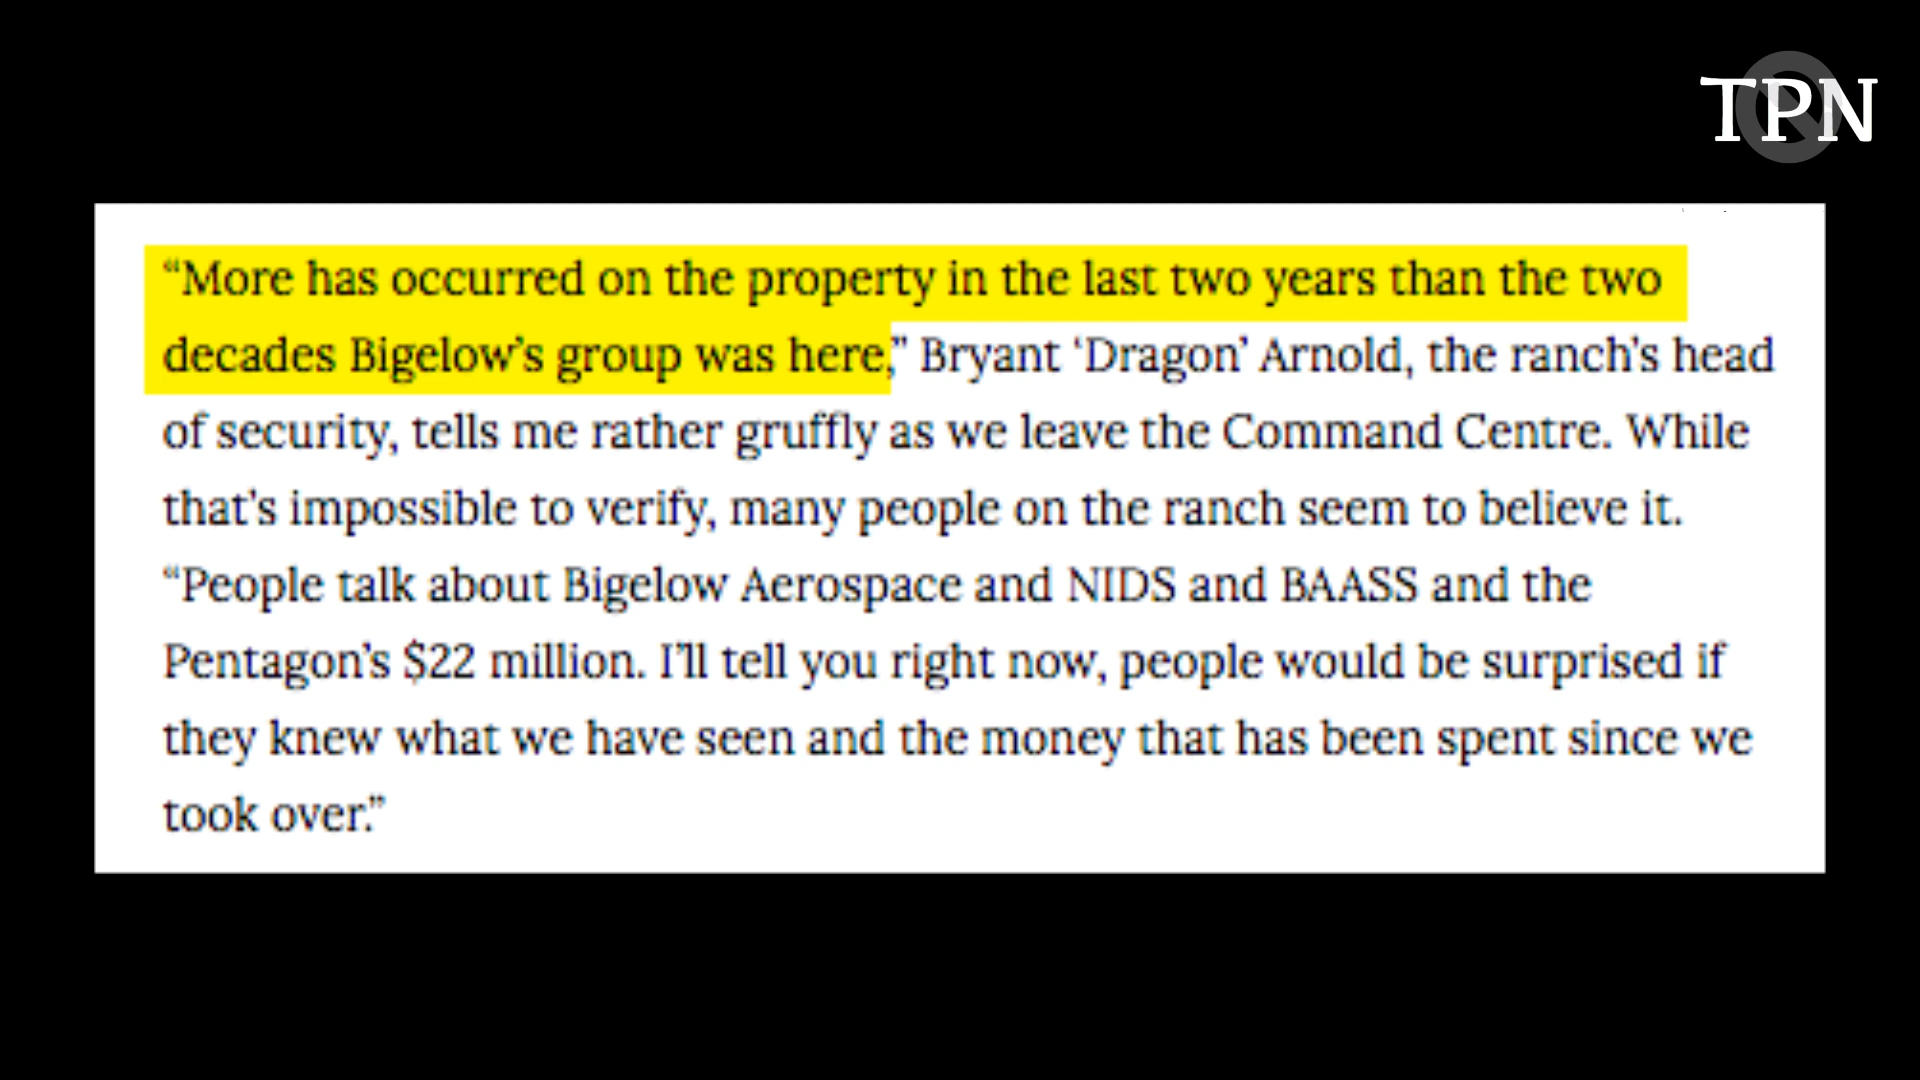 TPN
“More has occurred on the property in the last two years than the two
decades Bigelow’s group was here,” Bryant ‘Dragon’ Arnold, the ranch’s head
of security, tells me rather gruffly as we leave the Command Centre. While
that’s impossible to verify, many people on the ranch seem to believe it.
“People talk about Bigelow Aerospace and NIDS and BAASS and the
Pentagon’s $22 million. I’ll tell you right now, people would be surprised if
they knew what we have seen and the money that has been spent since we
took over.”